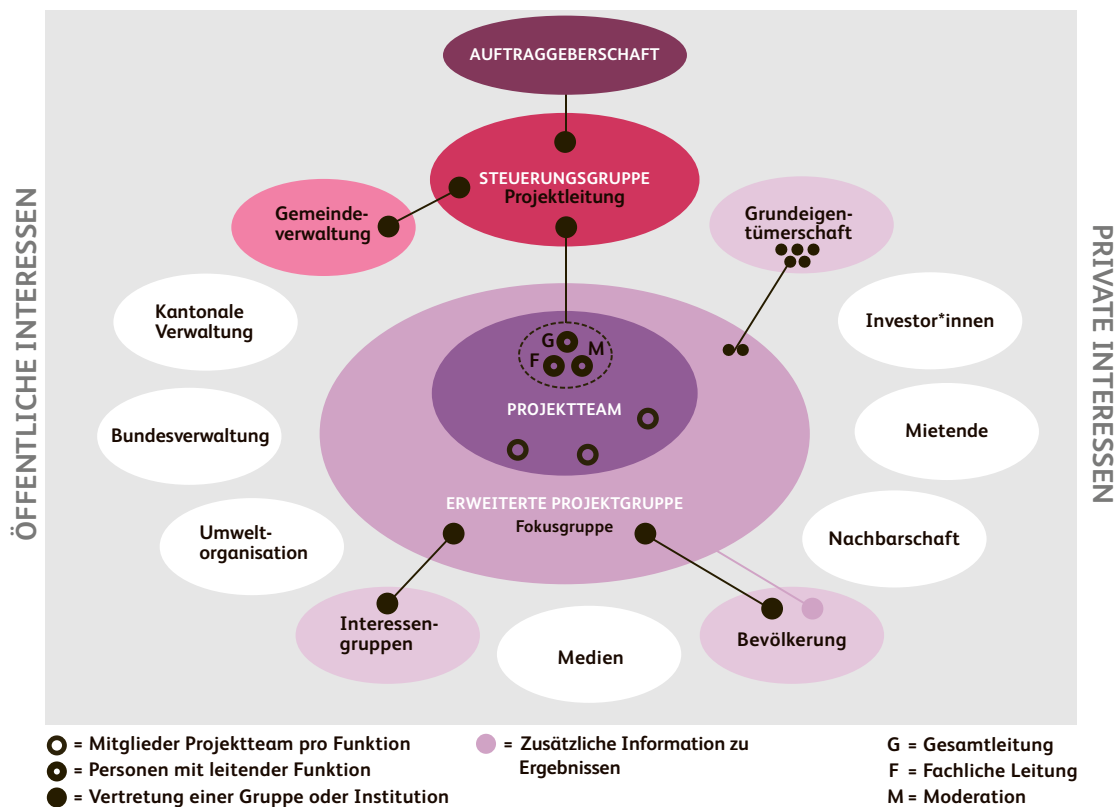 AUFTRAGGEBERSCHAFT
STEUERUNGSGRUPPE
Projektleitung
Gemeinde-
verwaltung
Grundeigen-
tümerschaft
ÖFFENTLICHE INTERESSEN
PRIVATE INTERESSEN
Kantonale
Verwaltung
Investor*innen
G
M
F
PROJEKTTEAM
Bundesverwaltung
Mietende
ERWEITERTE PROJEKTGRUPPE
Fokusgruppe
Umwelt-
organisation
Nachbarschaft
Interessen-
gruppen
Medien
Bevölkerung
= Mitglieder Projektteam pro Funktion
= Personen mit leitender Funktion
= Vertretung einer Gruppe oder Institution
= Zusätzliche Information zu
Ergebnissen
G = Gesamtleitung
F = Fachliche Leitung
M = Moderation